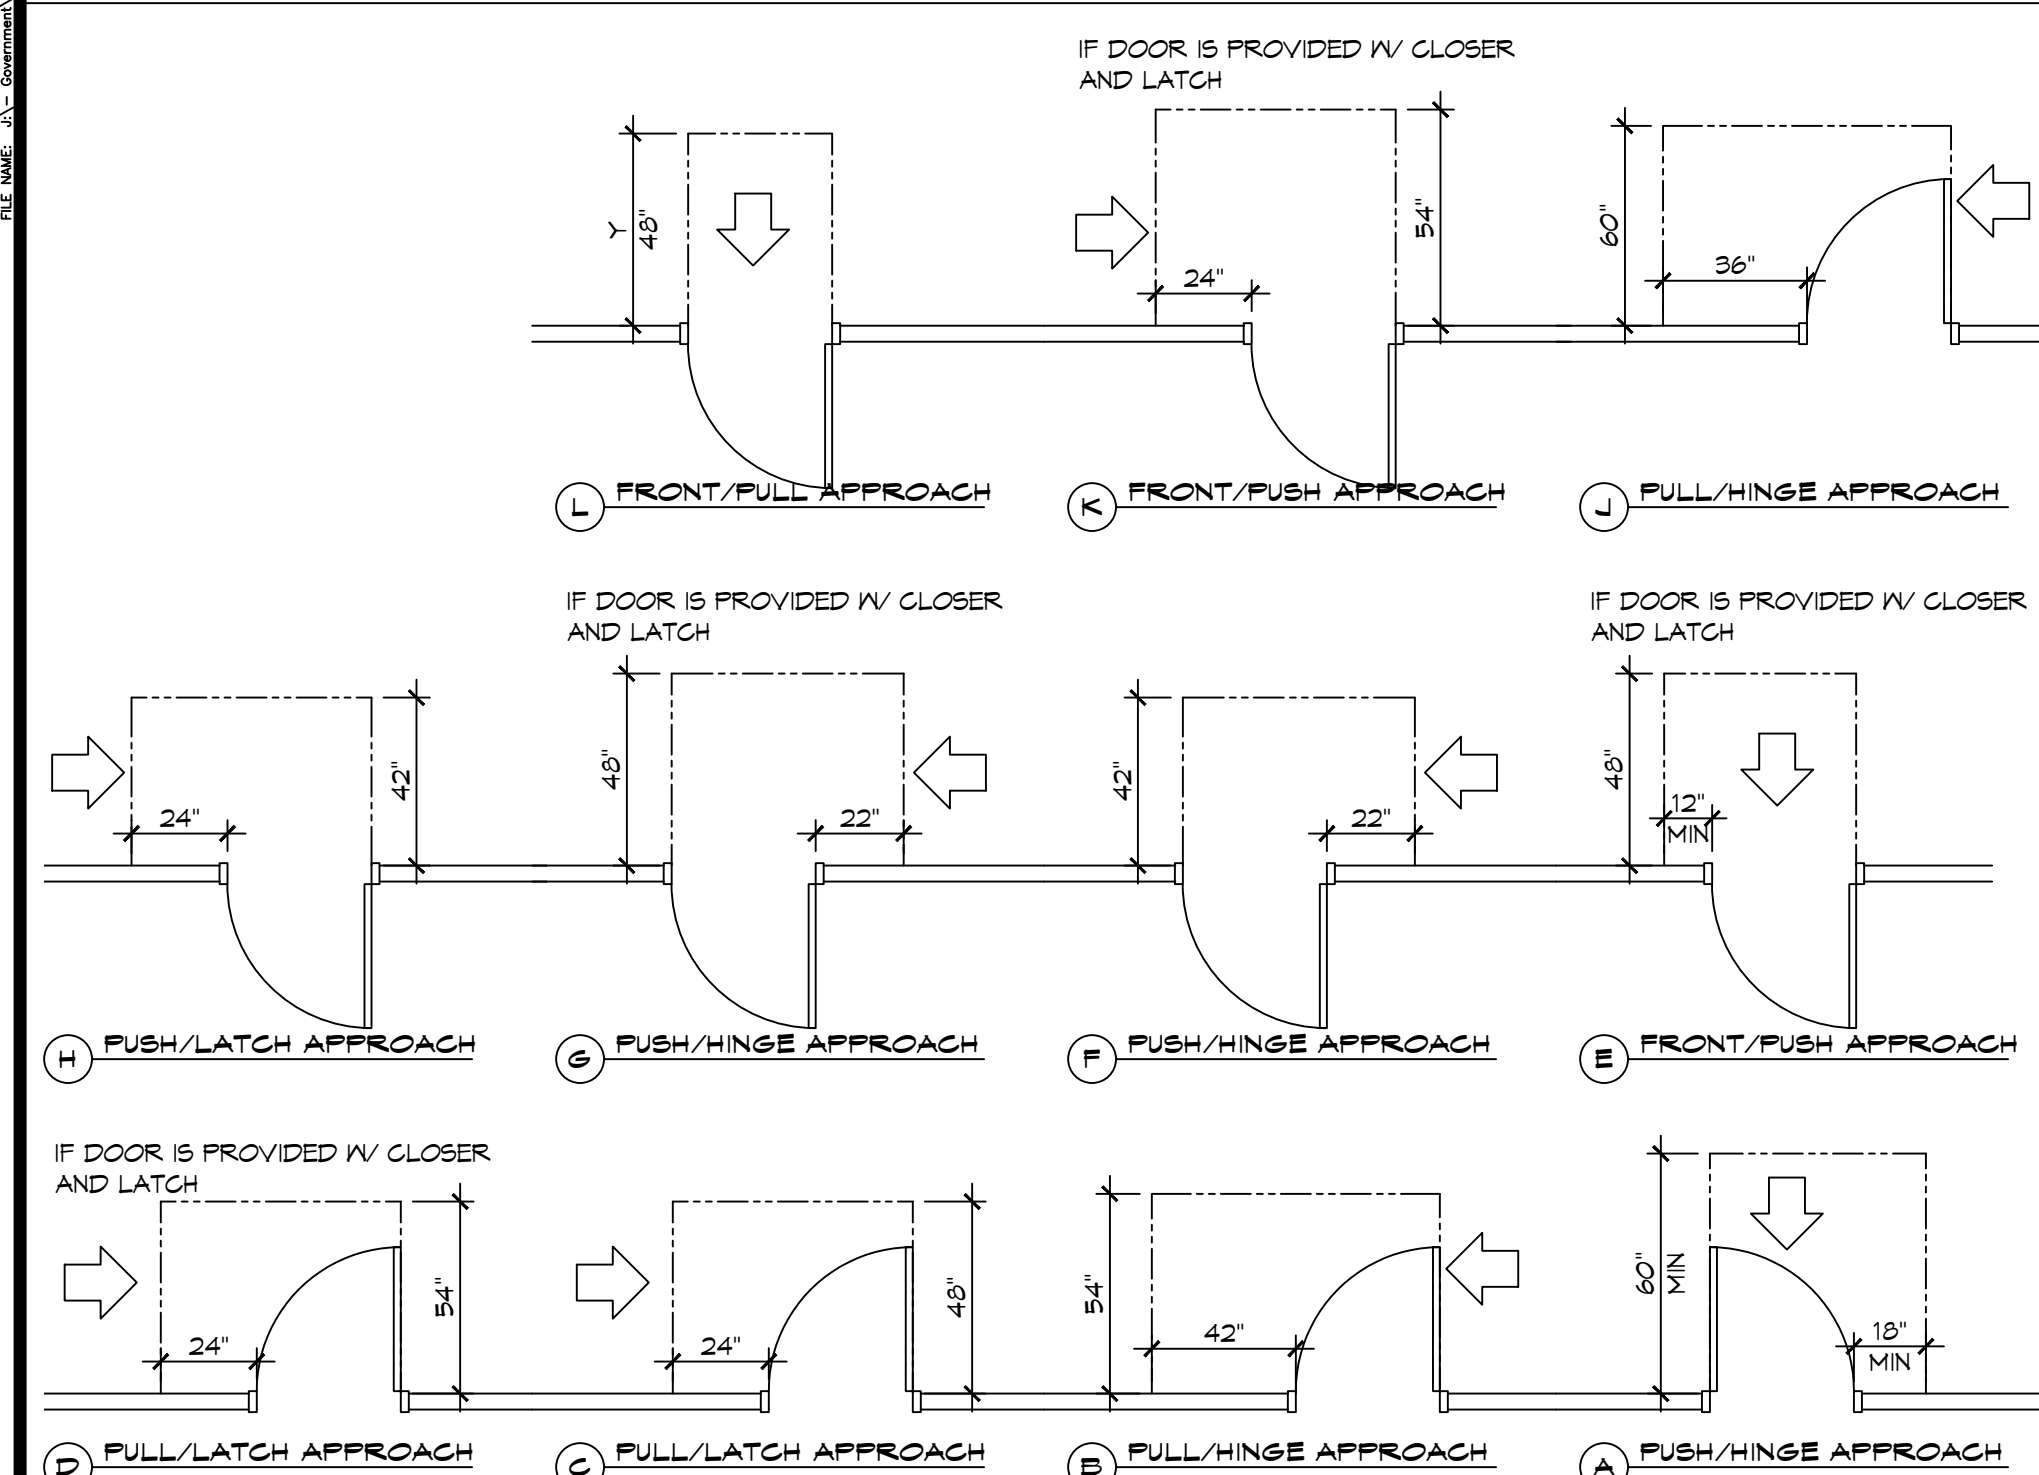 FILE NAME: J:\- Government\
IF DOOR IS PROVIDED W/ CLOSER
AND LATCH
Y
48"
24"
54"
60"
36"
L FRONT/PULL APPROACH
K FRONT/PUSH APPROACH
J PULL/HINGE APPROACH
IF DOOR IS PROVIDED W/ CLOSER
AND LATCH
IF DOOR IS PROVIDED W/ CLOSER
AND LATCH
24"
42"
48"
22"
42"
22"
48"
12"
MIN
H PUSH/LATCH APPROACH
G PUSH/HINGE APPROACH
F PUSH/HINGE APPROACH
E FRONT/PUSH APPROACH
IF DOOR IS PROVIDED W/ CLOSER
AND LATCH
24"
54"
24"
48"
54"
42"
60"
MIN
18"
MIN
D PULL/LATCH APPROACH
C PULL/LATCH APPROACH
B PULL/HINGE APPROACH
A PUSH/HINGE APPROACH